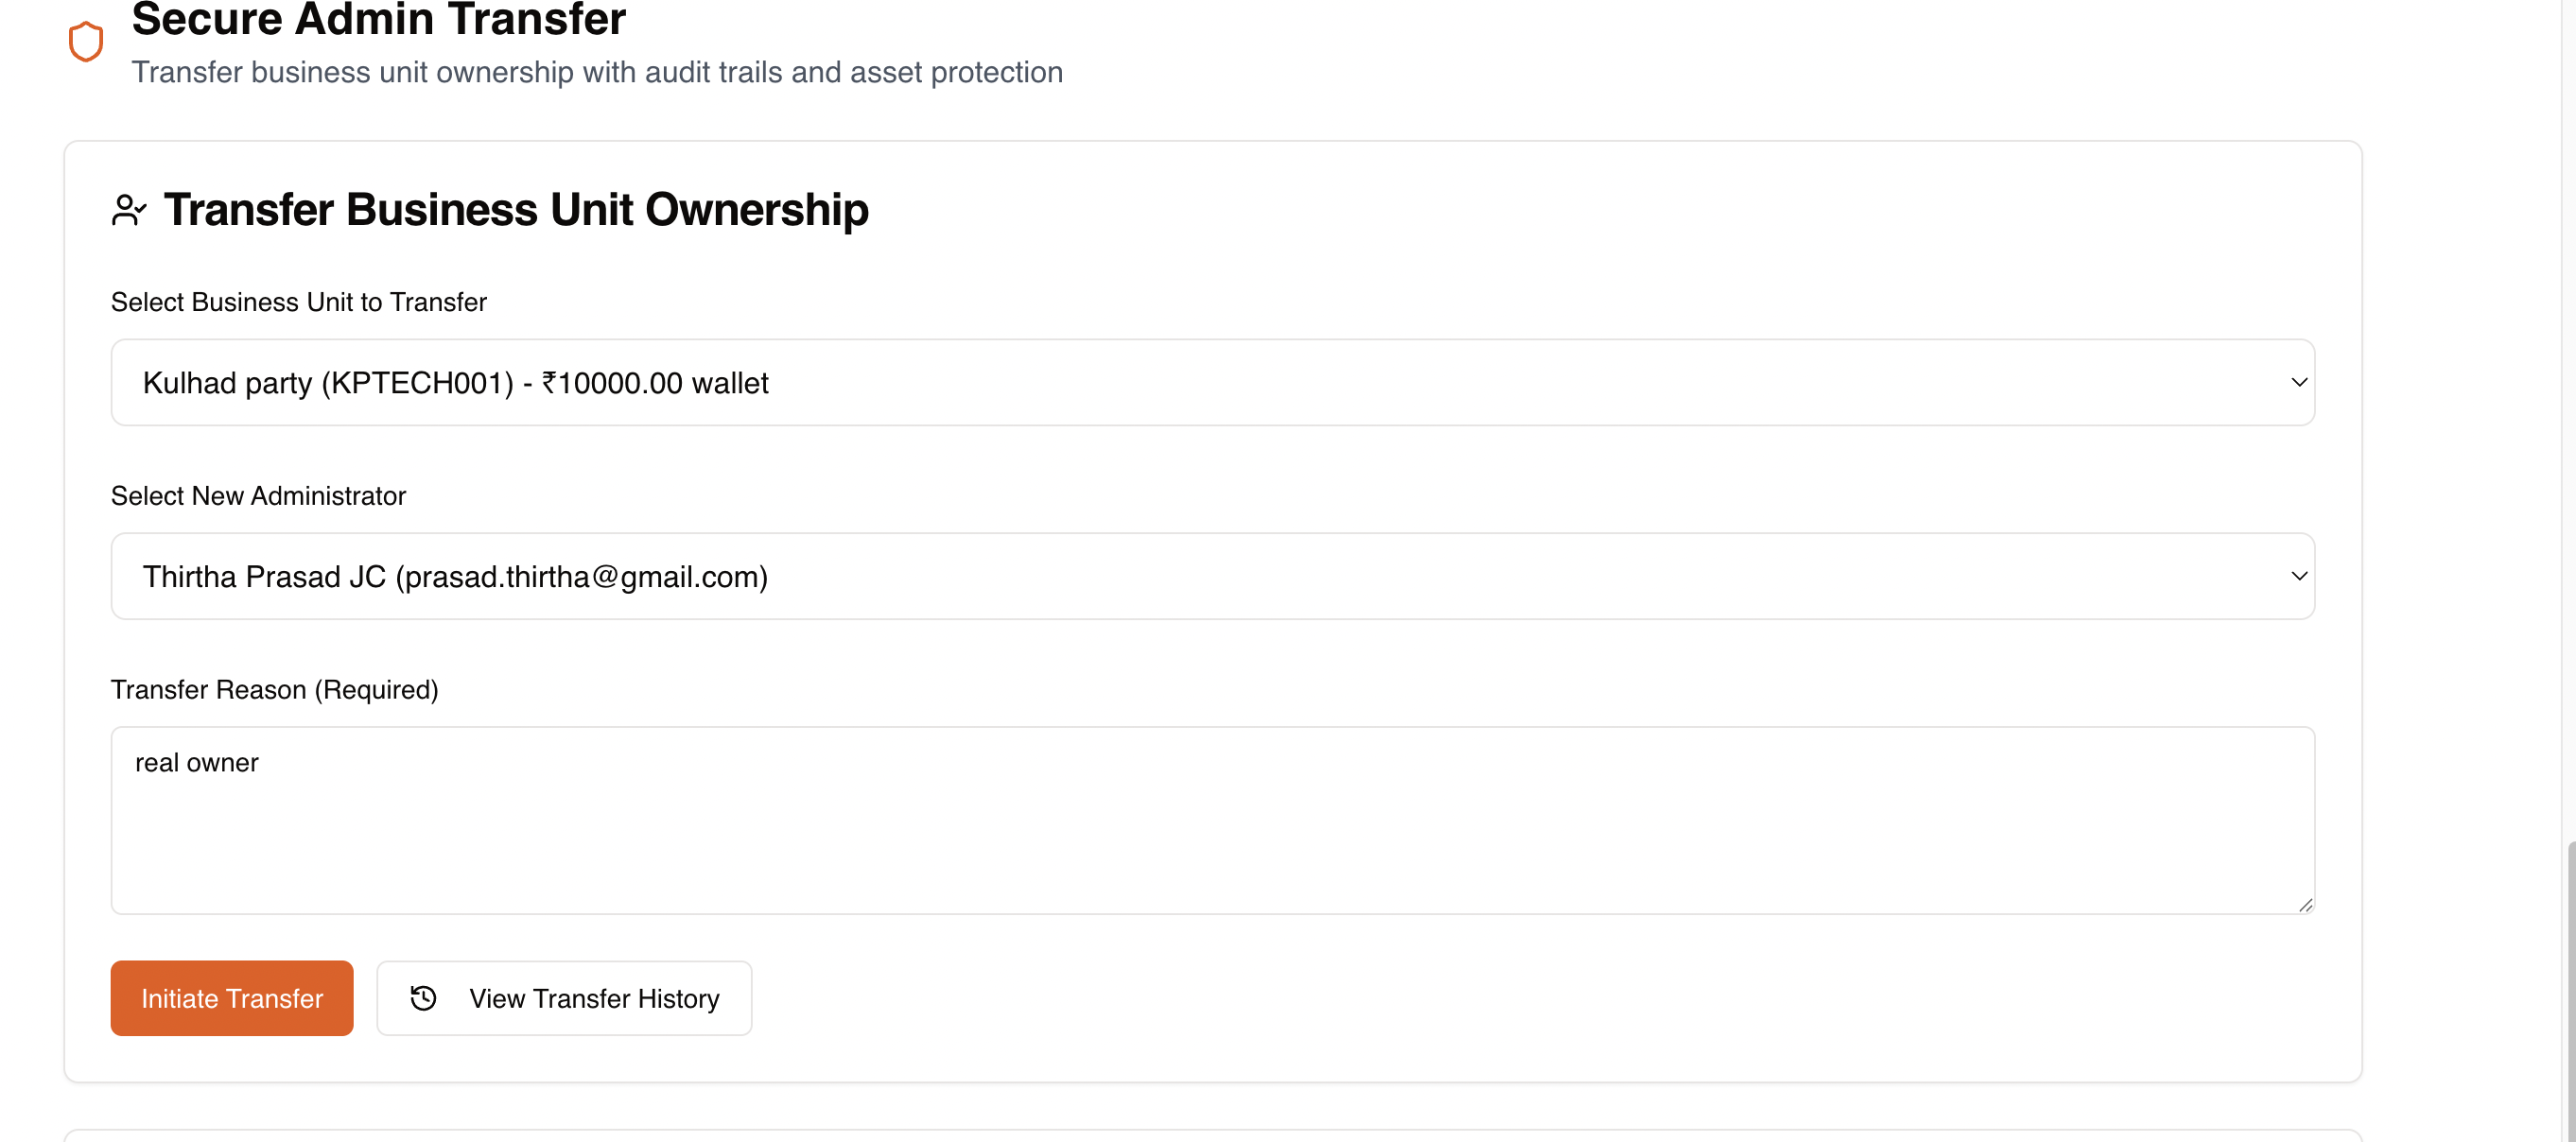 Secure Admin Transfer
Transfer business unit ownership with audit trails and asset protection
Transfer Business Unit Ownership
Select Business Unit to Transfer
Kulhad party (KPTECH001) - ₹10000.00 wallet
Select New Administrator
Thirtha Prasad JC (prasad.thirtha@gmail.com)
Transfer Reason (Required)
real owner
Initiate Transfer
View Transfer History